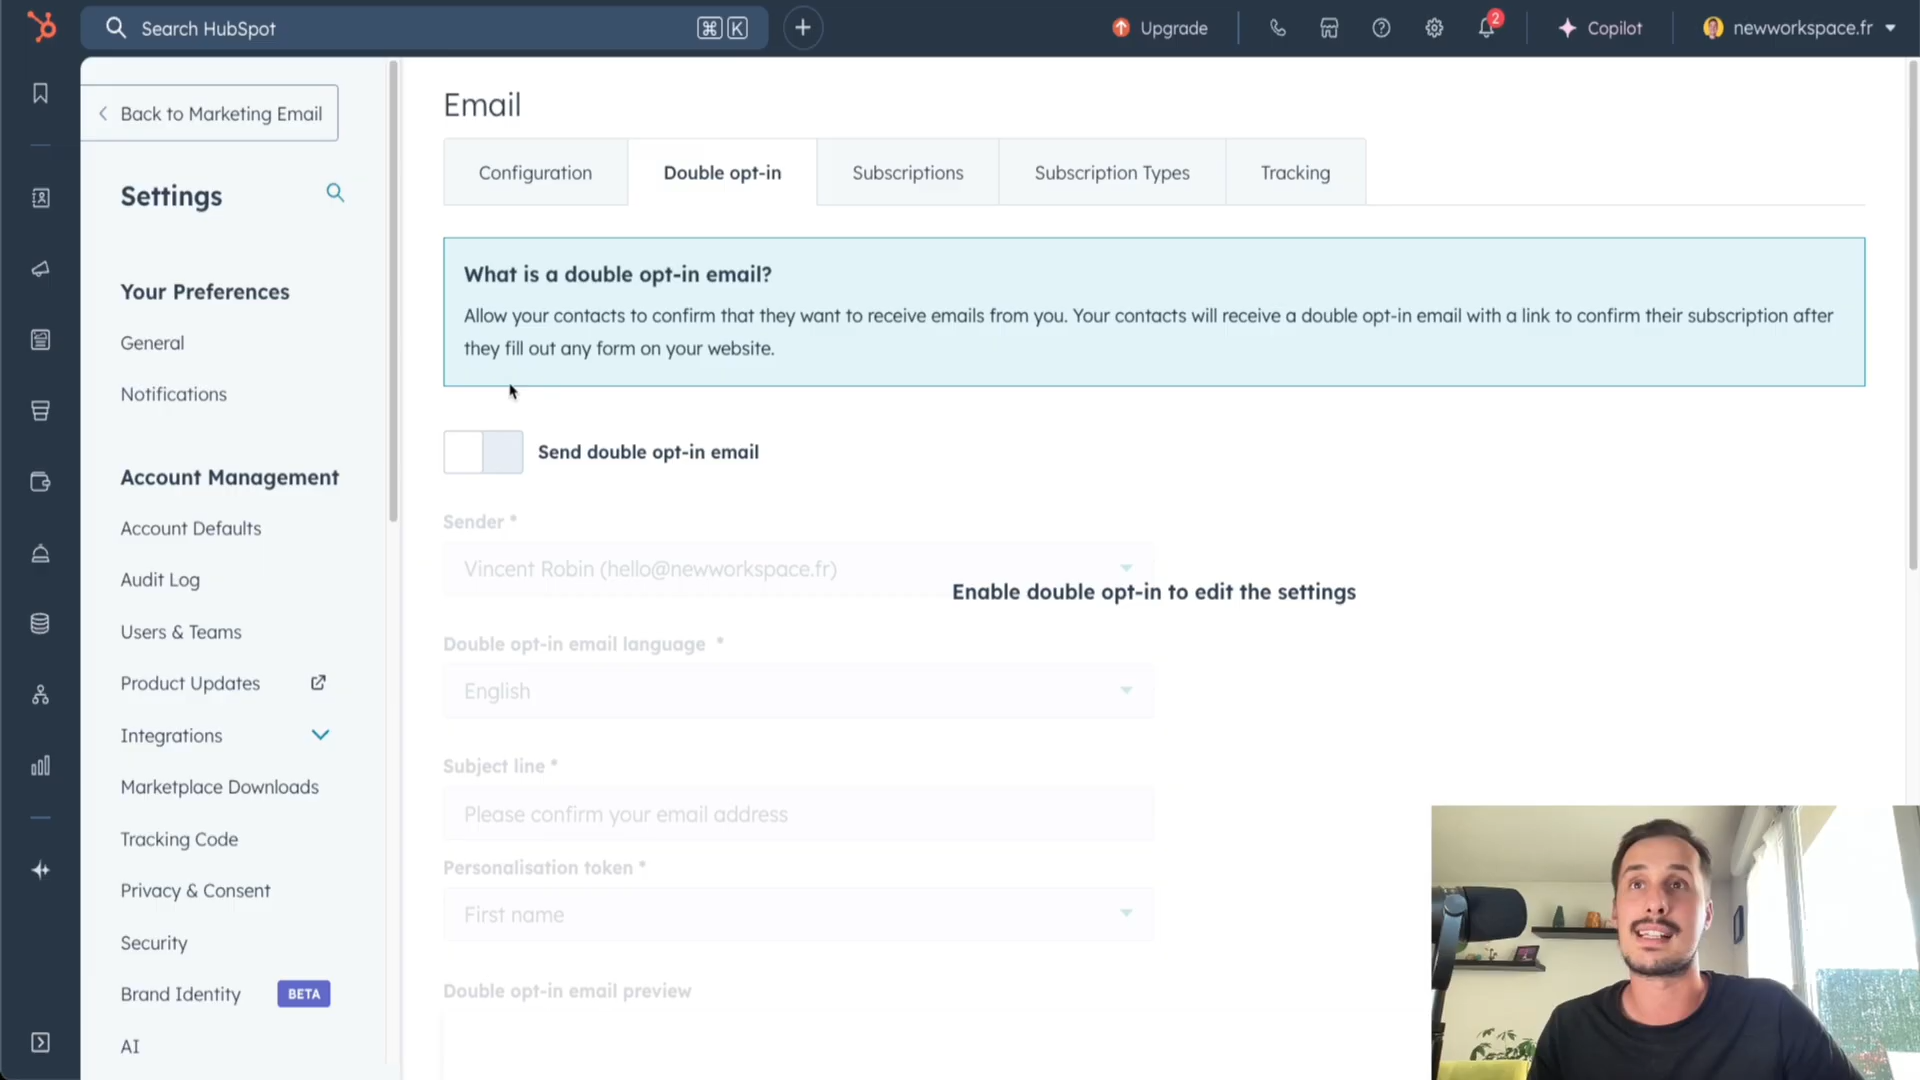 Search HubSpot
⌘ K
Upgrade
2
Copilot
newworkspace.fr
Back to Marketing Email
Settings
Your Preferences
General
Notifications
Account Management
Account Defaults
Audit Log
Users & Teams
Product Updates
Integrations
Marketplace Downloads
Tracking Code
Privacy & Consent
Security
Brand Identity BETA
AI
Email
Configuration
Double opt-in
Subscriptions
Subscription Types
Tracking
What is a double opt-in email?
Allow your contacts to confirm that they want to receive emails from you. Your contacts will receive a double opt-in email with a link to confirm their subscription after
they fill out any form on your website.
Send double opt-in email
Sender *
Vincent Robin (hello@newworkspace.fr)
Enable double opt-in to edit the settings
Double opt-in email language *
English
Subject line *
Please confirm your email address
Personalisation token *
First name
Double opt-in email preview